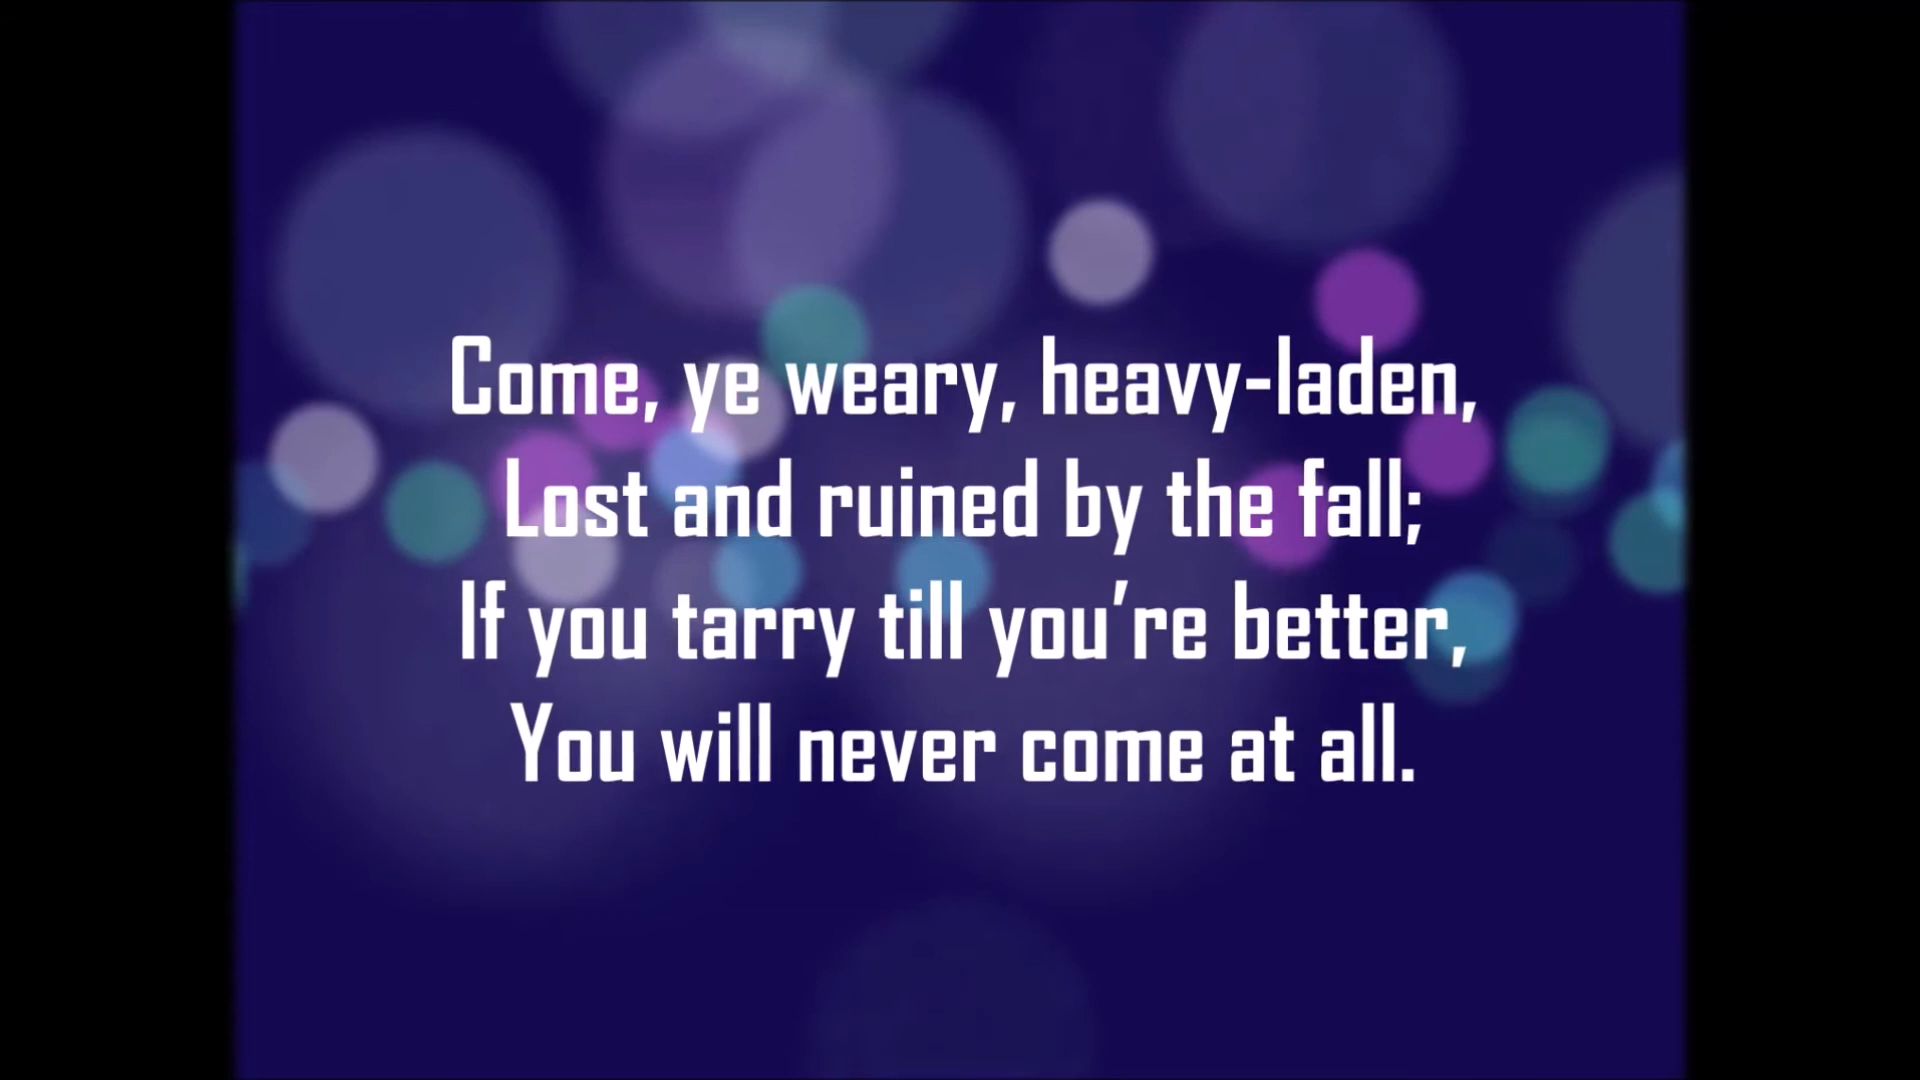 Come, ye weary, heavy-laden,
Lost and ruined by the fall;
If you tarry till you’re better,
You will never come at all.